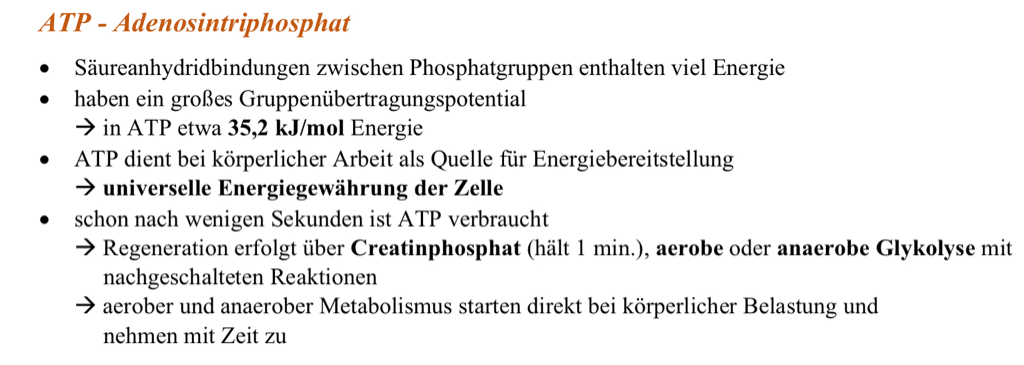 ATP - Adenosintriphosphat
• Säureanhydridbindungen zwischen Phosphatgruppen enthalten viel Energie
• haben ein großes Gruppenübertragungspotential
→ in ATP etwa 35,2 kJ/mol Energie
• ATP dient bei körperlicher Arbeit als Quelle für Energiebereitstellung
→ universelle Energiegewährung der Zelle
• schon nach wenigen Sekunden ist ATP verbraucht
→ Regeneration erfolgt über Creatinphosphat (hält 1 min.), aerobe oder anaerobe Glykolyse mit
nachgeschalteten Reaktionen
→ aerober und anaerober Metabolismus starten direkt bei körperlicher Belastung und
nehmen mit Zeit zu